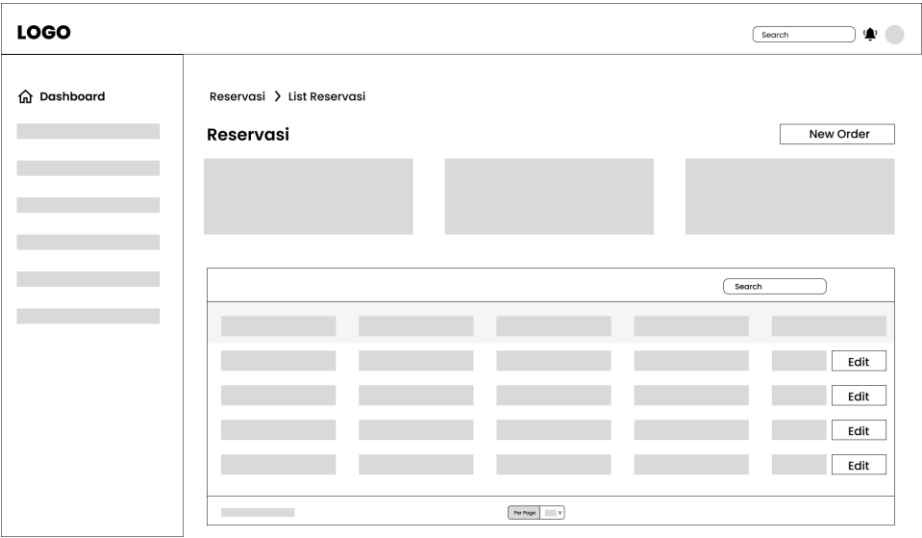 LOGO
Search
Dashboard
Reservasi > List Reservasi
Reservasi
New Order
Search
Edit
Edit
Edit
Edit
Per Page